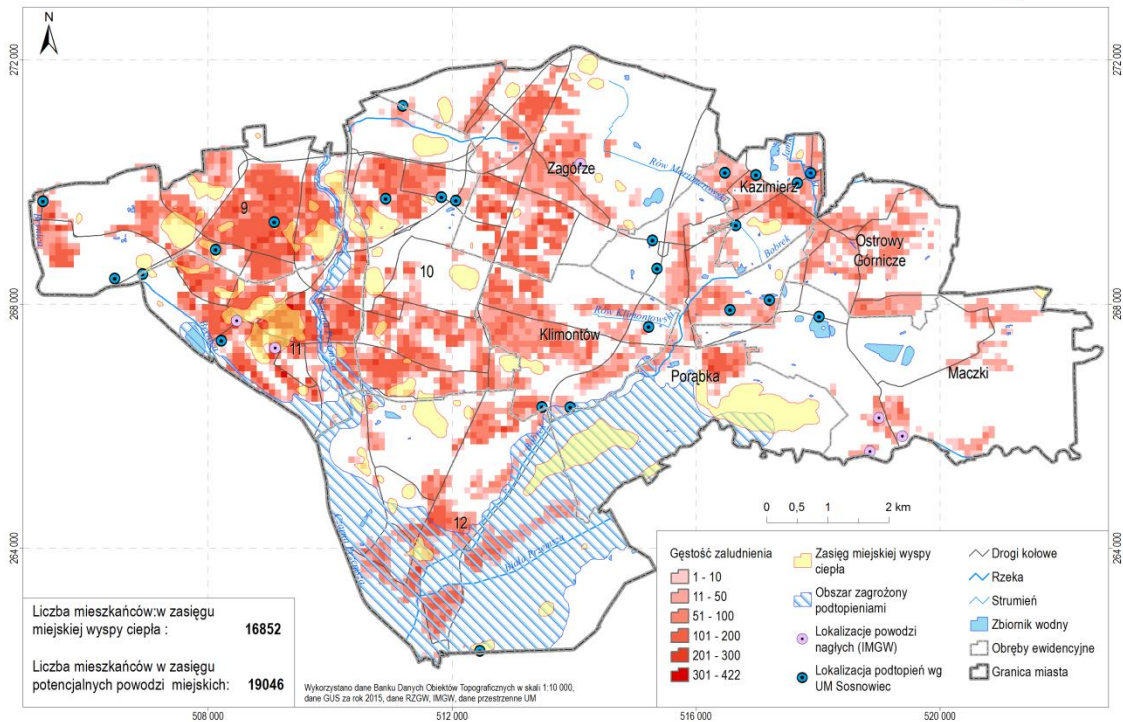 N
272 000
272 000
268 000
268 000
264 000
264 000
508 000
512 000
516 000
520 000
Zagórze
Rów Mortimerowski
Kazimierz
9
Bobrek
Ostrowy
Górnicze
10
Rów Klimontowski
Klimontów
11
Porąbka
Maczki
Bobrek
12
Biała Przemsza
Czarna Przemsza
0 0,5 1 2 km
Liczba mieszkańców:w zasięgu
miejskiej wyspy ciepła : 16852
Liczba mieszkańców w zasięgu
potencjalnych powodzi miejskich: 19046
Wykorzystano dane Banku Danych Obiektów Topograficznych w skali 1:10 000,
dane GUS za rok 2015, dane RZGW, IMGW, dane przestrzenne UM
Gęstość zaludnienia
1 - 10
11 - 50
51 - 100
101 - 200
201 - 300
301 - 422
Zasięg miejskiej wyspy
ciepła
Obszar zagrożony
podtopieniami
Lokalizacje powodzi
nagłych (IMGW)
Lokalizacja podtopień wg
UM Sosnowiec
Drogi kołowe
Rzeka
Strumień
Zbiornik wodny
Obręby ewidencyjne
Granica miasta